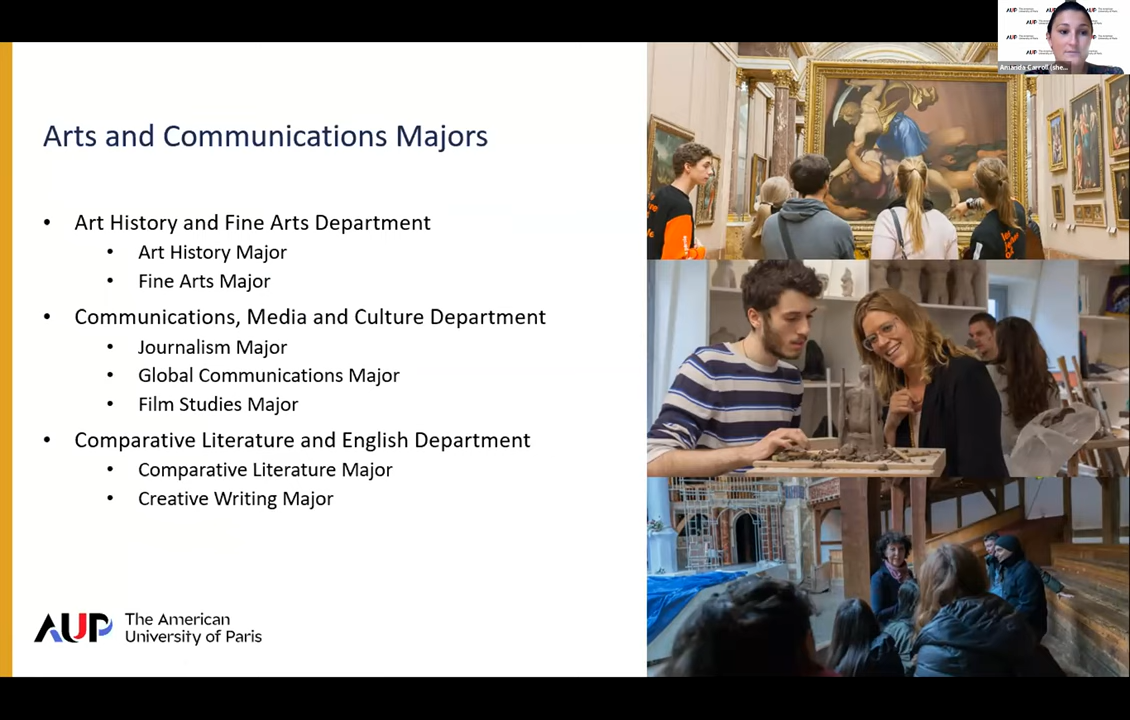 Amanda Carroll (she...
Arts and Communications Majors
• Art History and Fine Arts Department
• Art History Major
• Fine Arts Major
• Communications, Media and Culture Department
• Journalism Major
• Global Communications Major
• Film Studies Major
• Comparative Literature and English Department
• Comparative Literature Major
• Creative Writing Major
AUP The American
University of Paris